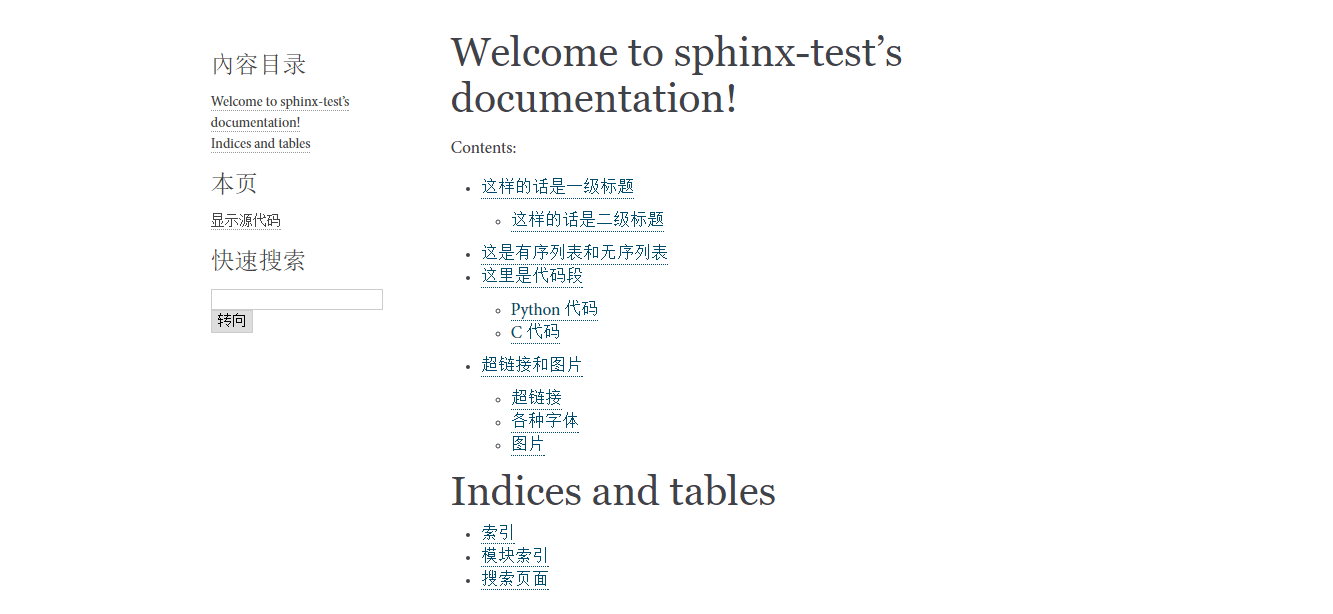 內容目录
Welcome to sphinx-test’s
documentation!
Indices and tables
本页
显示源代码
快速搜索
转向
Welcome to sphinx-test’s
documentation!
Contents:
这样的话是一级标题
这样的话是二级标题
这是有序列表和无序列表
这里是代码段
Python 代码
C 代码
超链接和图片
超链接
各种字体
图片
Indices and tables
索引
模块索引
搜索页面